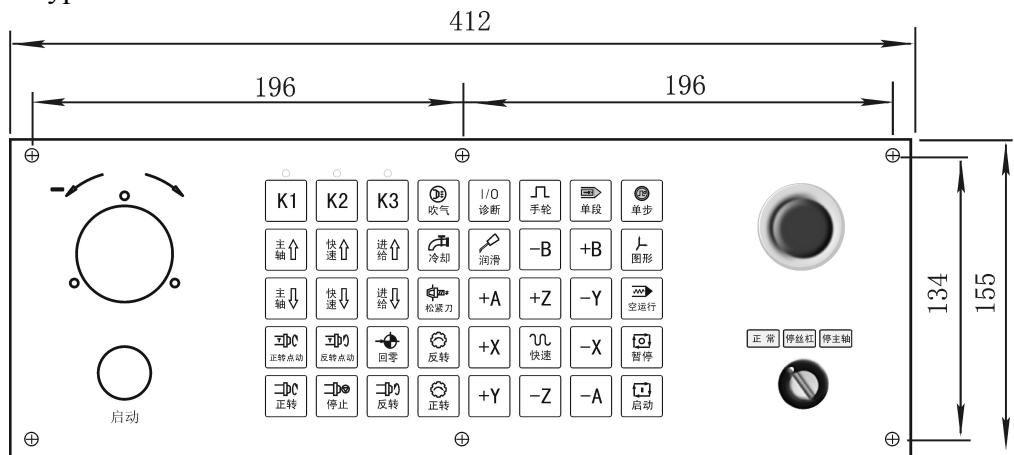 yp
412
196 196
K1 K2 K3 吹气 I/O 诊断 手轮 单段 单步
主轴 快速 进给 冷却 润滑 -B +B 图形
主轴 快速 进给 松紧刀 +A +Z -Y 空运行
正转点动 反转点动 回零 反转 +X 快速 -X 暂停
正转 停止 反转 正转 +Y -Z -A 启动
启动
正常 停丝杠 停主轴
134
155